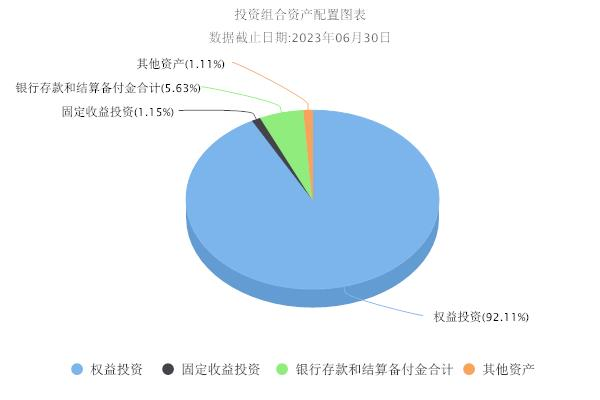 投资组合资产配置图表
数据截止日期:2023年06月30日
其他资产(1.11%)
银行存款和结算备付金合计(5.63%)
固定收益投资(1.15%)
权益投资(92.11%)
权益投资 固定收益投资 银行存款和结算备付金合计 其他资产